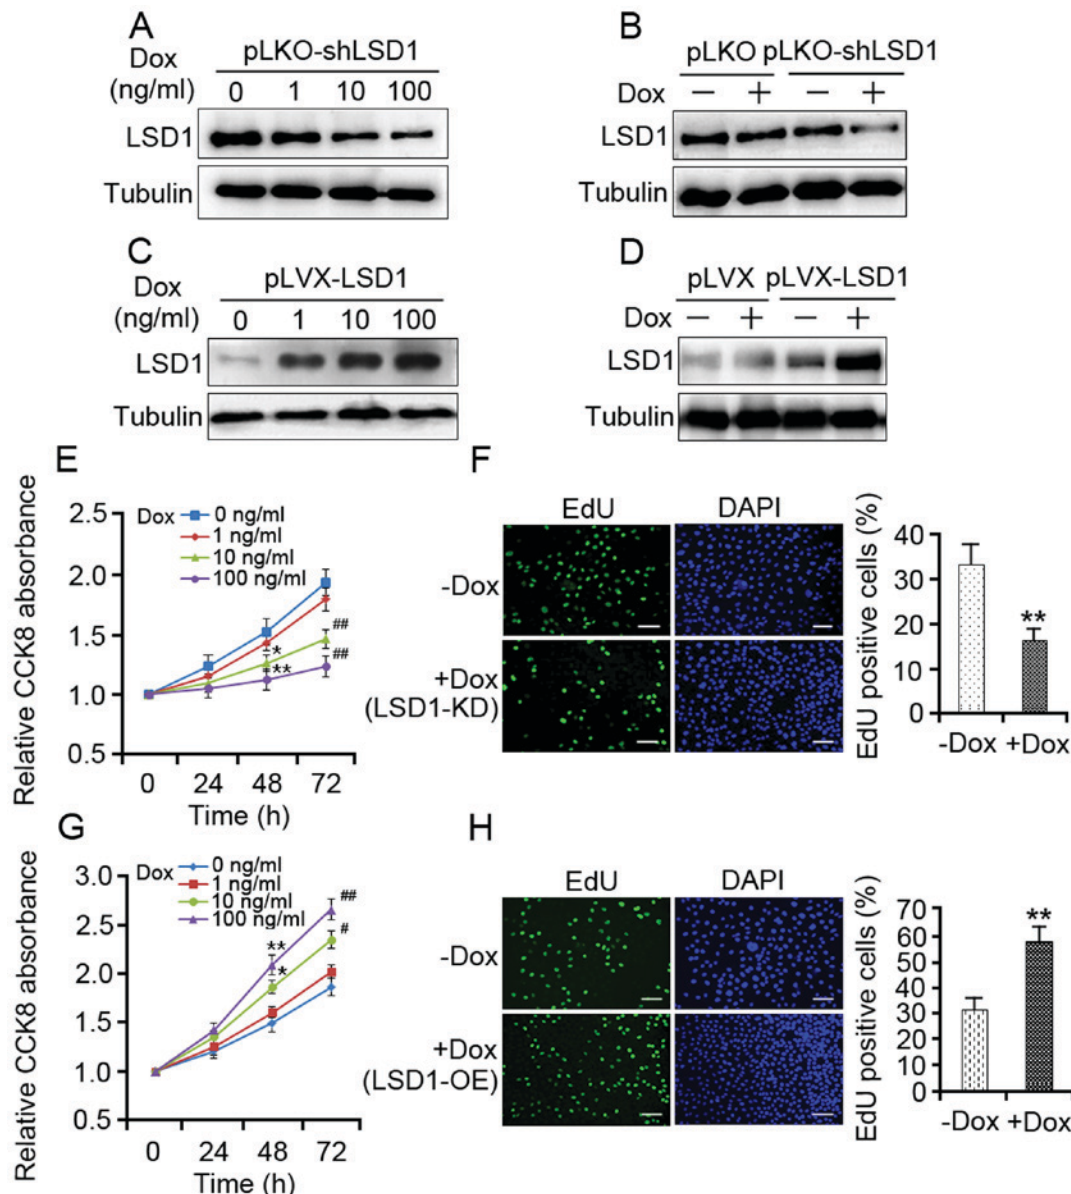 A
Dox
(ng/ml)
pLKO-shLSD1
0 1 10 100
LSD1
Tubulin
B
pLKO pLKO-shLSD1
Dox − + − +
LSD1
Tubulin
C
Dox
(ng/ml)
pLVX-LSD1
0 1 10 100
LSD1
Tubulin
D
pLVX pLVX-LSD1
Dox − + − +
LSD1
Tubulin
E
Relative CCK8 absorbance
2.5
2.0
1.5
1.0
0.5
Dox
0 ng/ml
1 ng/ml
10 ng/ml
100 ng/ml
##
##
*
**
0 24 48 72
Time (h)
F
EdU DAPI
-Dox
+Dox
(LSD1-KD)
EdU positive cells (%)
40
30
20
10
0
**
-Dox +Dox
G
Relative CCK8 absorbance
3.0
2.5
2.0
1.5
1.0
0.5
Dox
0 ng/ml
1 ng/ml
10 ng/ml
100 ng/ml
##
#
**
*
0 24 48 72
Time (h)
H
EdU DAPI
-Dox
+Dox
(LSD1-OE)
EdU positive cells (%)
70
60
50
40
30
20
10
0
**
-Dox +Dox